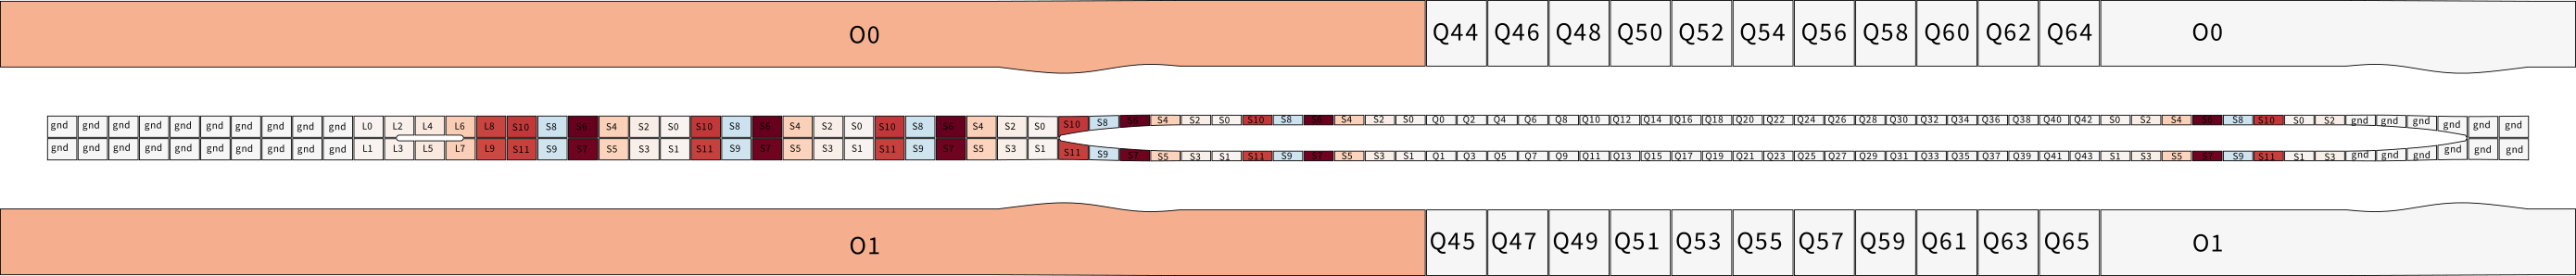 O0 Q44 Q46 Q48 Q50 Q52 Q54 Q56 Q58 Q60 Q62 Q64 O0
gnd gnd gnd gnd gnd gnd gnd gnd gnd gnd L0 L2 L4 L6 L8 S10 S8 S6 S4 S2 S0 S10 S8 S6 S4 S2 S0 S10 S8 S6 S4 S2 S0 S10 S8 S6 S4 S2 S0 S10 S8 S6 S4 S2 S0 Q0 Q2 Q4 Q6 Q8 Q10 Q12 Q14 Q16 Q18 Q20 Q22 Q24 Q26 Q28 Q30 Q32 Q34 Q36 Q38 Q40 Q42 S0 S2 S4 S6 S8 S10 S0 S2 gnd gnd gnd gnd gnd gnd
gnd gnd gnd gnd gnd gnd gnd gnd gnd gnd L1 L3 L5 L7 L9 S11 S9 S7 S5 S3 S1 S11 S9 S7 S5 S3 S1 S11 S9 S7 S5 S3 S1 S11 S9 S7 S5 S3 S1 S11 S9 S7 S5 S3 S1 Q1 Q3 Q5 Q7 Q9 Q11 Q13 Q15 Q17 Q19 Q21 Q23 Q25 Q27 Q29 Q31 Q33 Q35 Q37 Q39 Q41 Q43 S1 S3 S5 S7 S9 S11 S1 S3 gnd gnd gnd gnd gnd gnd
O1 Q45 Q47 Q49 Q51 Q53 Q55 Q57 Q59 Q61 Q63 Q65 O1